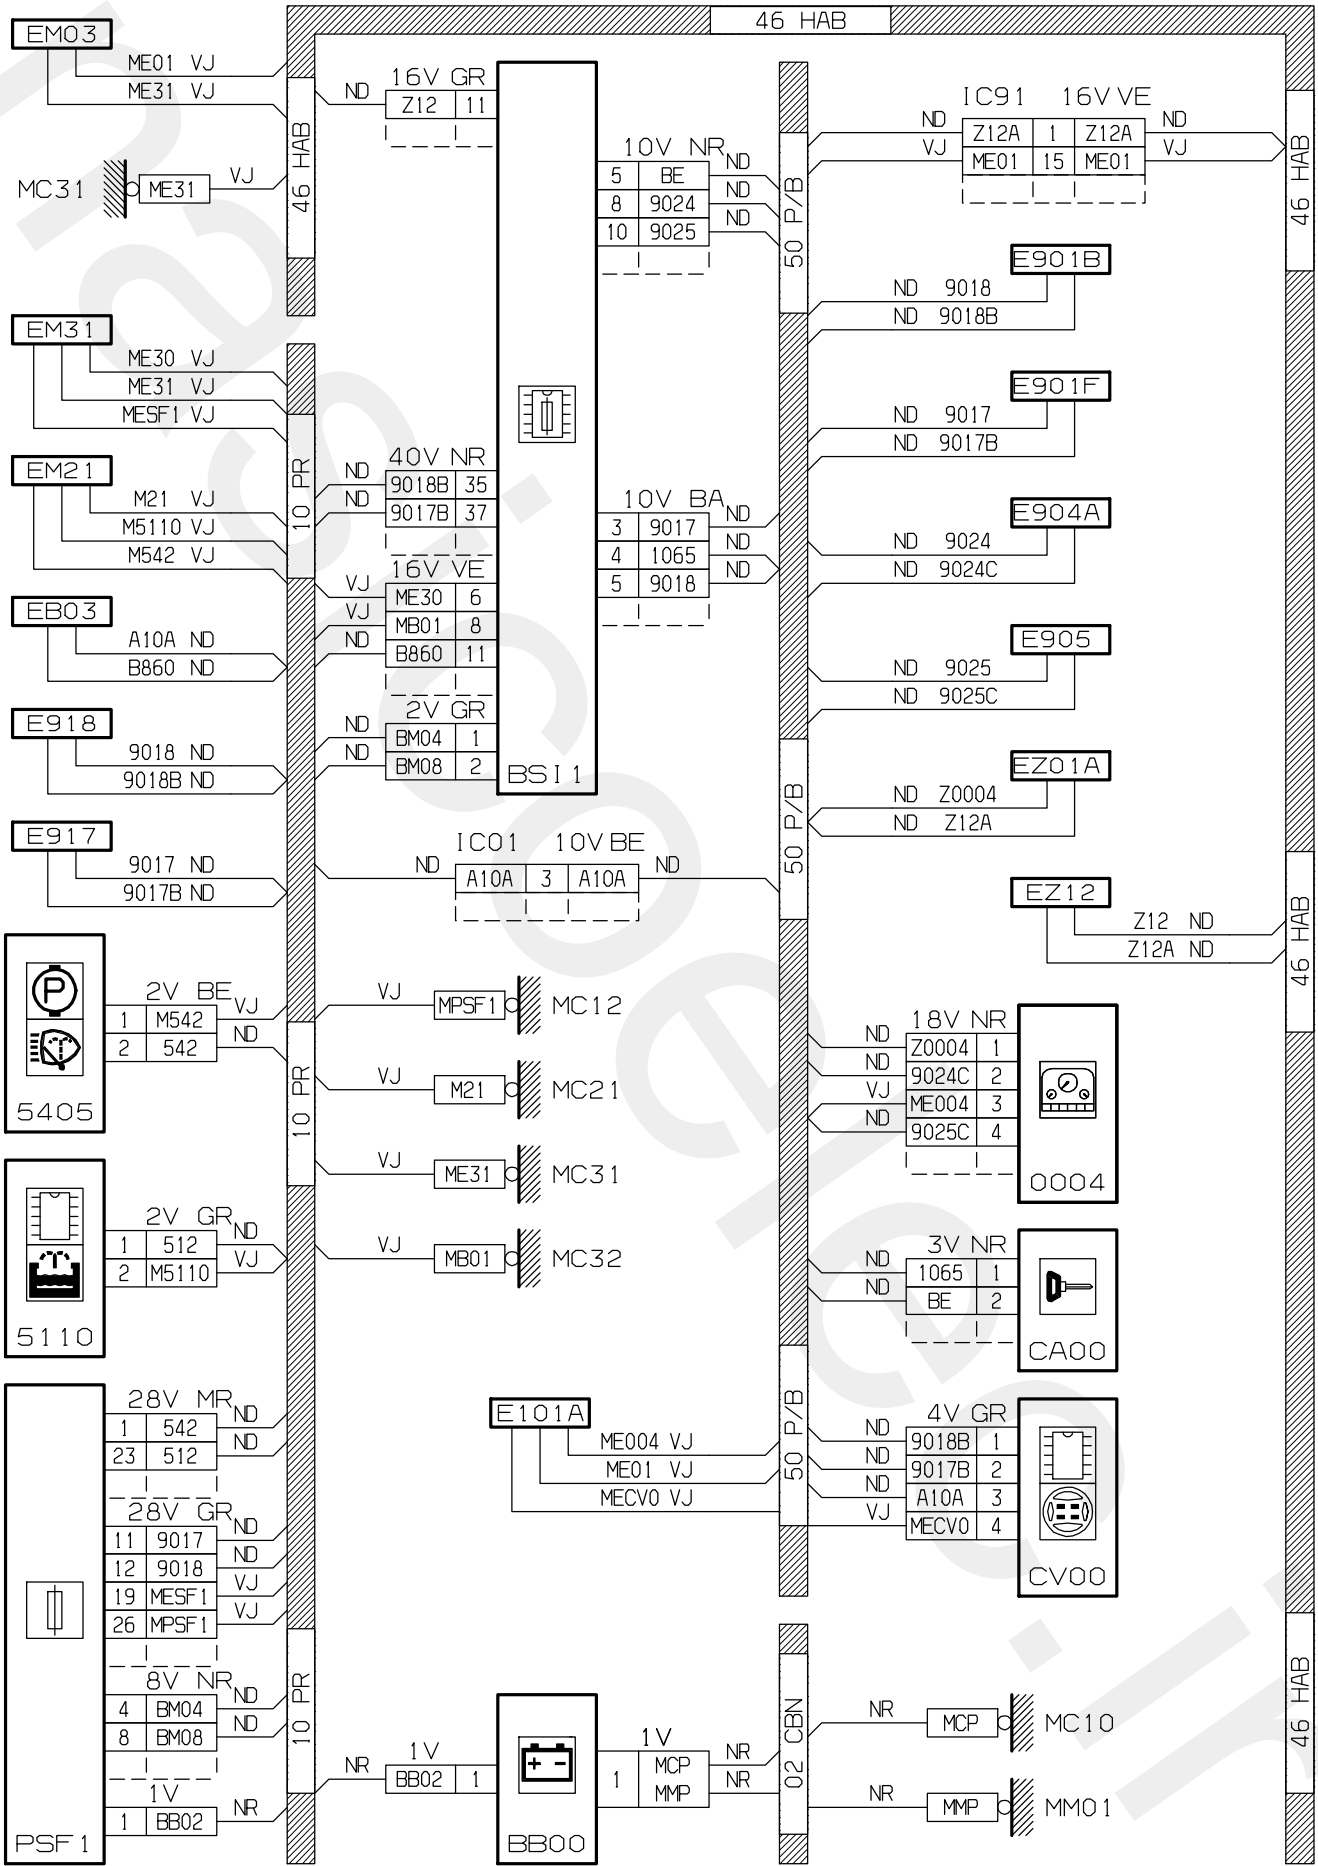 46 HAB
EM03
ME01 VJ
ME31 VJ
46 HAB
MC31
ME31
VJ
ND
16V GR
Z12 11
10V NR
5 BE ND
8 9024 ND
10 9025 ND
50 P/B
IC91 16V VE
ND Z12A 1 Z12A ND
VJ ME01 15 ME01 VJ
46 HAB
E901B
ND 9018
ND 9018B
EM31
ME30 VJ
ME31 VJ
MESF1 VJ
E901F
ND 9017
ND 9017B
10 PR
EM21
M21 VJ
M5110 VJ
M542 VJ
40V NR
ND 9018B 35
ND 9017B 37
16V VE
VJ ME30 6
VJ MB01 8
ND B860 11
2V GR
ND BM04 1
ND BM08 2
BSI1
10V BA
3 9017 ND
4 1065 ND
5 9018 ND
E904A
ND 9024
ND 9024C
E905
ND 9025
ND 9025C
EB03
A10A ND
B860 ND
E918
9018 ND
9018B ND
E917
9017 ND
9017B ND
50 P/B
EZ01A
ND Z0004
ND Z12A
IC01 10V BE
ND A10A 3 A10A ND
EZ12
Z12 ND
Z12A ND
46 HAB
2V BE
1 M542 VJ
2 542 ND
P
5405
10 PR
VJ MPSF1 MC12
VJ M21 MC21
VJ ME31 MC31
VJ MB01 MC32
18V NR
ND Z0004 1
ND 9024C 2
VJ ME004 3
ND 9025C 4
0004
2V GR
1 512 ND
2 M5110 VJ
5110
3V NR
ND 1065 1
ND BE 2
CA00
28V MR
1 542 ND
23 512 ND
28V GR
11 9017 ND
12 9018 ND
19 MESF1 VJ
26 MPSF1 VJ
8V NR
4 BM04 ND
8 BM08 ND
1V
1 BB02 NR
PSF1
10 PR
E101A
ME004 VJ
ME01 VJ
MECV0 VJ
50 P/B
4V GR
ND 9018B 1
ND 9017B 2
ND A10A 3
VJ MECV0 4
CV00
1V
NR BB02 1
+ -
BB00
1V
1 MCP NR
MMP NR
02 CBN
NR MCP MC10
NR MMP MM01
46 HAB